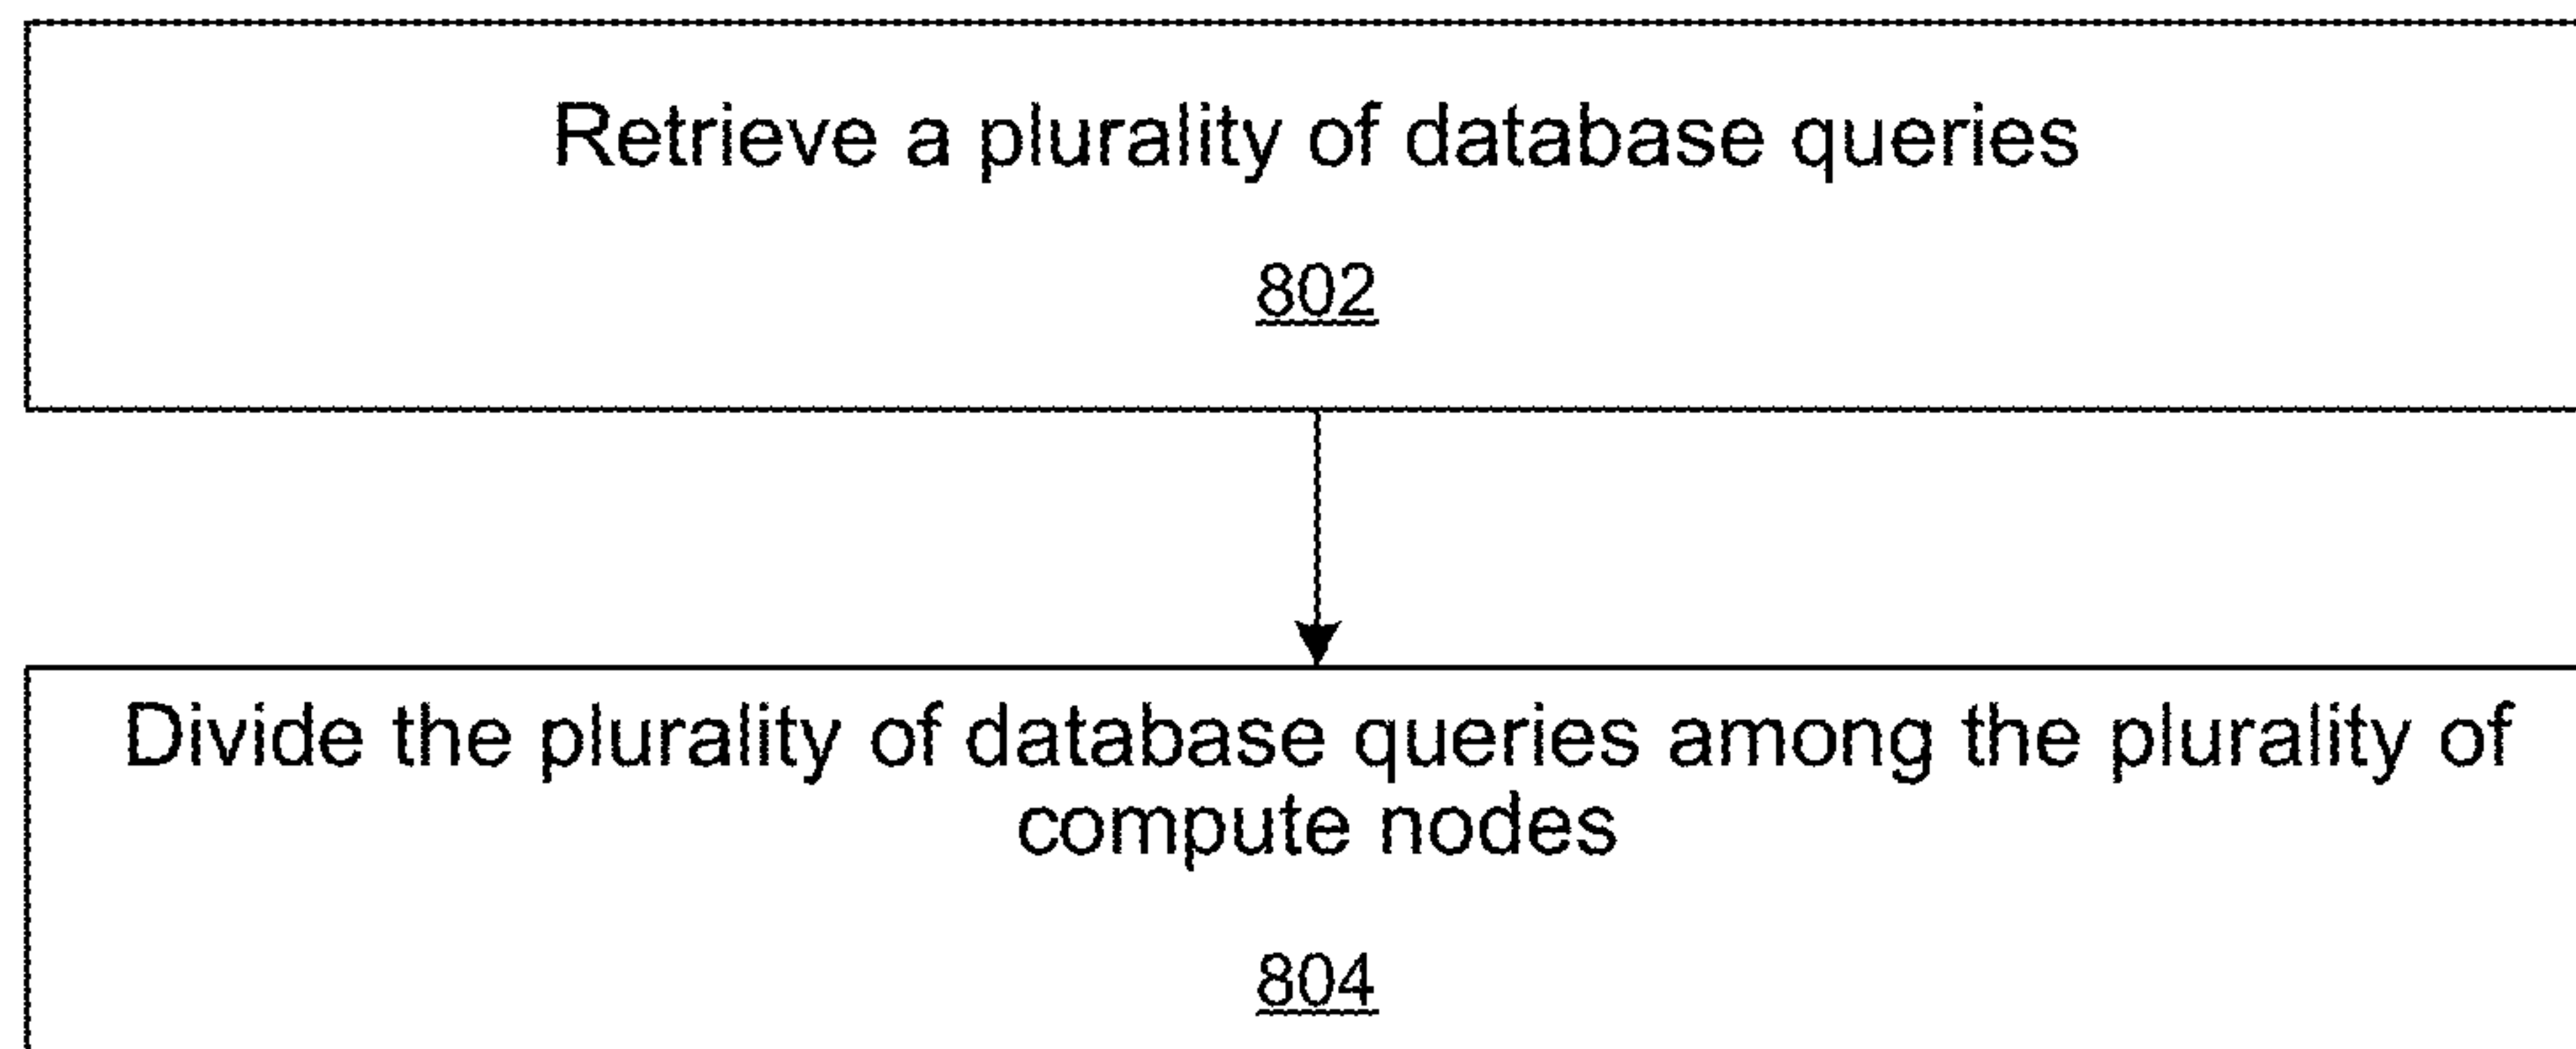 Retrieve a plurality of database queries
802
Divide the plurality of database queries among the plurality of
compute nodes
804